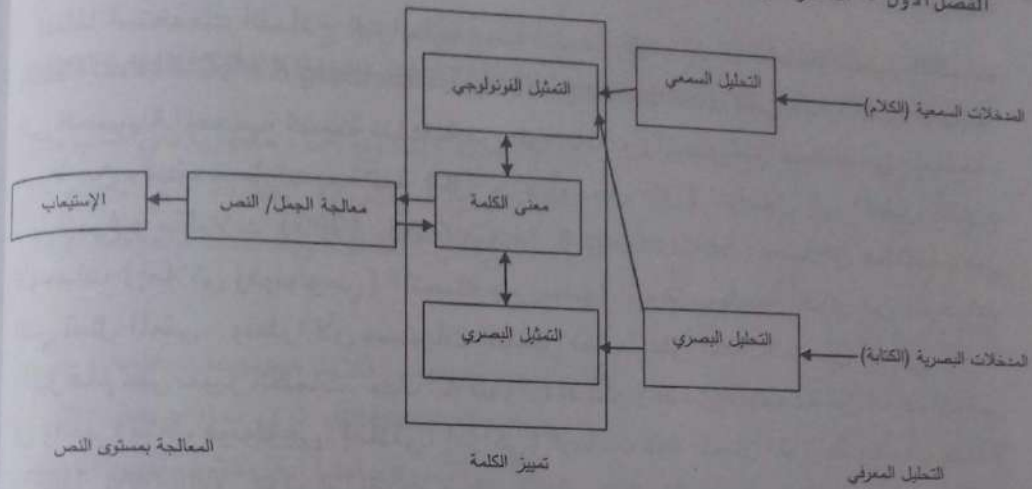 الفصل الأول
المدخلات السمعية (الكلام)
التحليل السمعي
التمثيل الفونولوجي
معنى الكلمة
معالجة الجمل/ النص
الإستيعاب
المدخلات البصرية (الكتابة)
التحليل البصري
التمثيل البصري
التحليل المعرفي
تمييز الكلمة
المعالجة بمستوى النص